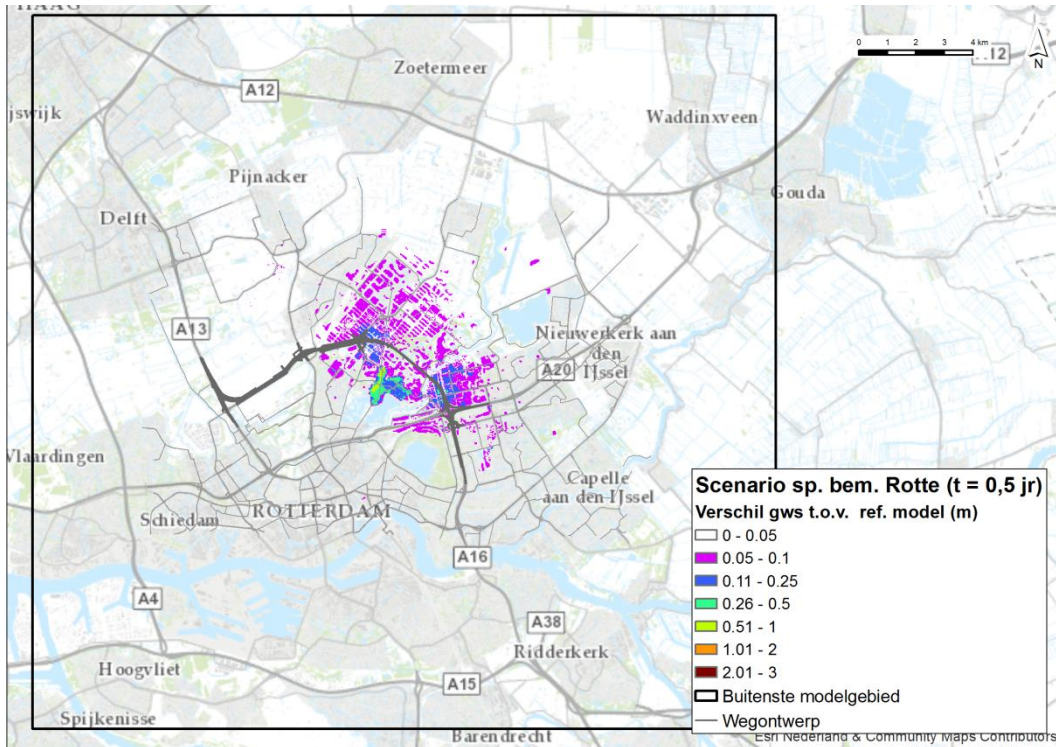 HAAG
Zoetermeer
0 1 2 3 4 km
N
A12
jswijk
Waddinxveen
Pijnacker
Gouda
Delft
A13
Nieuwerkerk aan
den
IJssel
A20
Vlaardingen
Capelle
aan den IJssel
Schiedam
ROTTERDAM
A16
A4
A38
Ridderkerk
Hoogvliet
A15
Spijkenisse
Barendrecht
Scenario sp. bem. Rotte (t = 0,5 jr)
Verschil gws t.o.v. ref. model (m)
0 - 0.05
0.05 - 0.1
0.11 - 0.25
0.26 - 0.5
0.51 - 1
1.01 - 2
2.01 - 3
Buitenste modelgebied
Wegontwerp
Esri Nederland & Community Maps Contributors